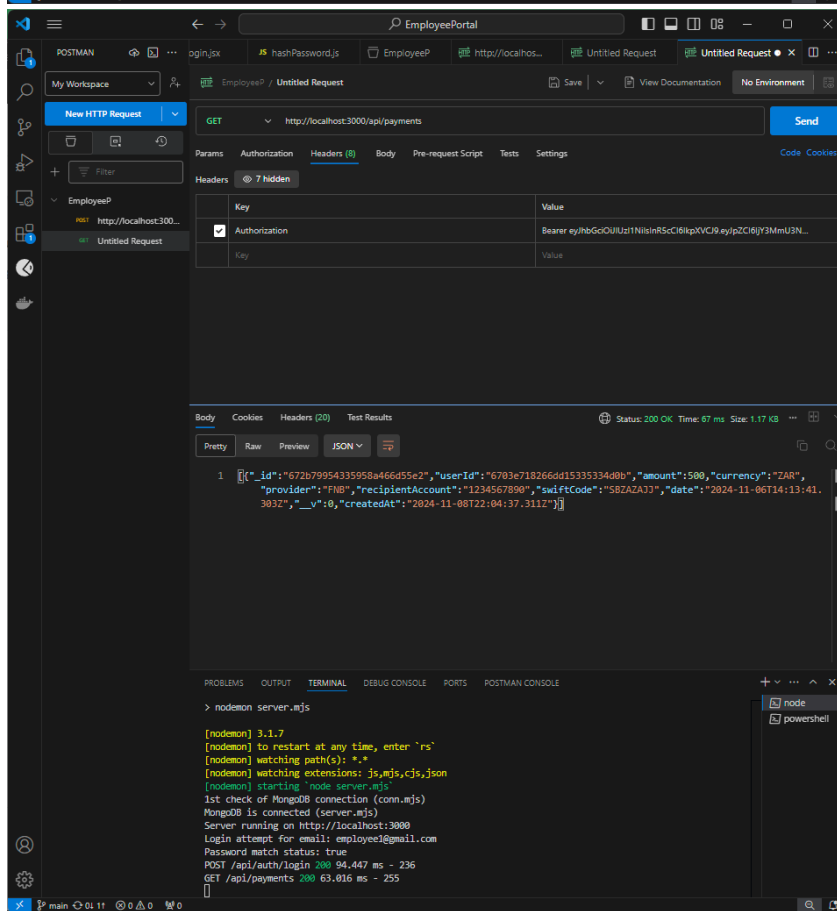 EmployeePortal
POSTMAN
ogin.jsx
JS hashPassword.js
EmployeeP
http://localhos...
Untitled Request
Untitled Request
My Workspace
EmployeeP / Untitled Request
Save
View Documentation
No Environment
New HTTP Request
GET
http://localhost:3000/api/payments
Send
Params
Authorization
Headers (8)
Body
Pre-request Script
Tests
Settings
Code
Cookies
Filter
Headers
7 hidden
EmployeeP
Key
Value
POST http://localhost:300...
Authorization
GET Untitled Request
Key
Value
Body
Cookies
Headers (20)
Test Results
Status: 200 OK Time: 67 ms Size: 1.17 KB
Pretty
Raw
Preview
JSON
1 [{"_id":"672b79954335958a466d55e2","userId":"6703e718266dd15335334d0b","amount":500,"currency":"ZAR",
"provider":"FNB","recipientAccount":"1234567890","swiftCode":"SBZAZAJJ","date":"2024-11-06T14:13:41.
303Z","__v":0,"createdAt":"2024-11-08T22:04:37.311Z"}]
PROBLEMS
OUTPUT
TERMINAL
DEBUG CONSOLE
PORTS
POSTMAN CONSOLE
> nodemon server.mjs
node
powershell
[nodemon] 3.1.7
[nodemon] to restart at any time, enter `rs`
[nodemon] watching path(s): *.*
[nodemon] watching extensions: js,mjs,cjs,json
[nodemon] starting `node server.mjs`
1st check of MongoDB connection (conn.mjs)
MongoDB is connected (server.mjs)
Server running on http://localhost:3000
Login attempt for email: employee1@gmail.com
Password match status: true
POST /api/auth/login 200 94.447 ms - 236
GET /api/payments 200 63.016 ms - 255
main 0↓ 1↑ 0 0 0